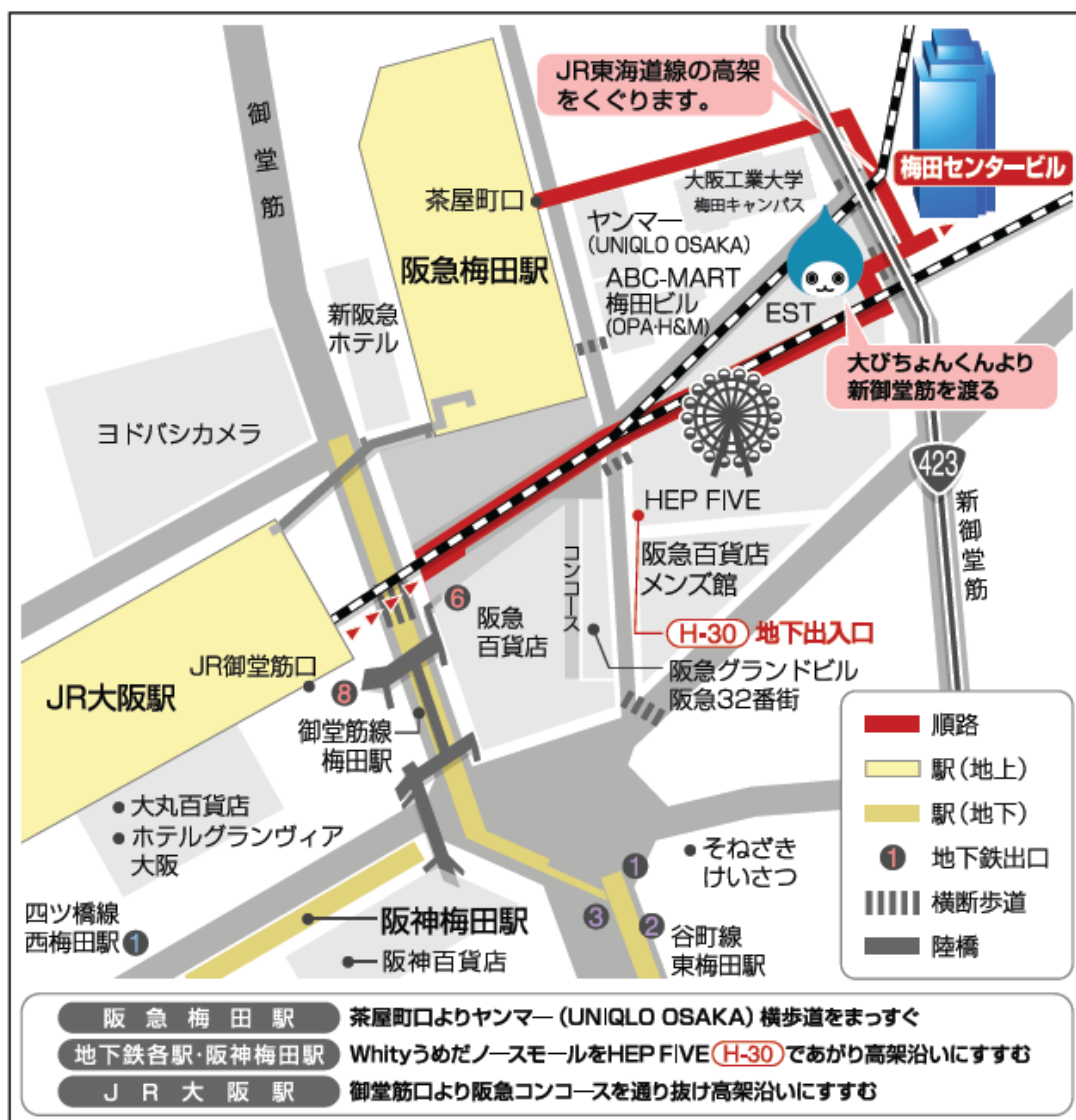 JR東海道線の高架
をくぐります。
御堂筋
梅田センタービル
大阪工業大学
梅田キャンパス
茶屋町口
ヤンマー
(UNIQLO OSAKA)
阪急梅田駅
ABC-MART
梅田ビル
(OPA・H&M)
EST
新阪急
ホテル
大ぴちょんくんより
新御堂筋を渡る
ヨドバシカメラ
423
新御堂筋
HEP FIVE
コンコース
阪急百貨店
メンズ館
6
阪急
百貨店
H-30 地下出入口
JR御堂筋口
阪急グランドビル
阪急32番街
JR大阪駅
8
御堂筋線
梅田駅
大丸百貨店
ホテルグランヴィア
大阪
そねざき
けいさつ
1
3
2
四ツ橋線
西梅田駅1
阪神梅田駅
谷町線
東梅田駅
阪神百貨店
順路
駅(地上)
駅(地下)
1 地下鉄出口
横断歩道
陸橋
阪急梅田駅 茶屋町口よりヤンマー(UNIQLO OSAKA)横歩道をまっすぐ
地下鉄各駅・阪神梅田駅 WhityうめだノースモールをHEP FIVE H-30 であがり高架沿いにすすむ
JR大阪駅 御堂筋口より阪急コンコースを通り抜け高架沿いにすすむ